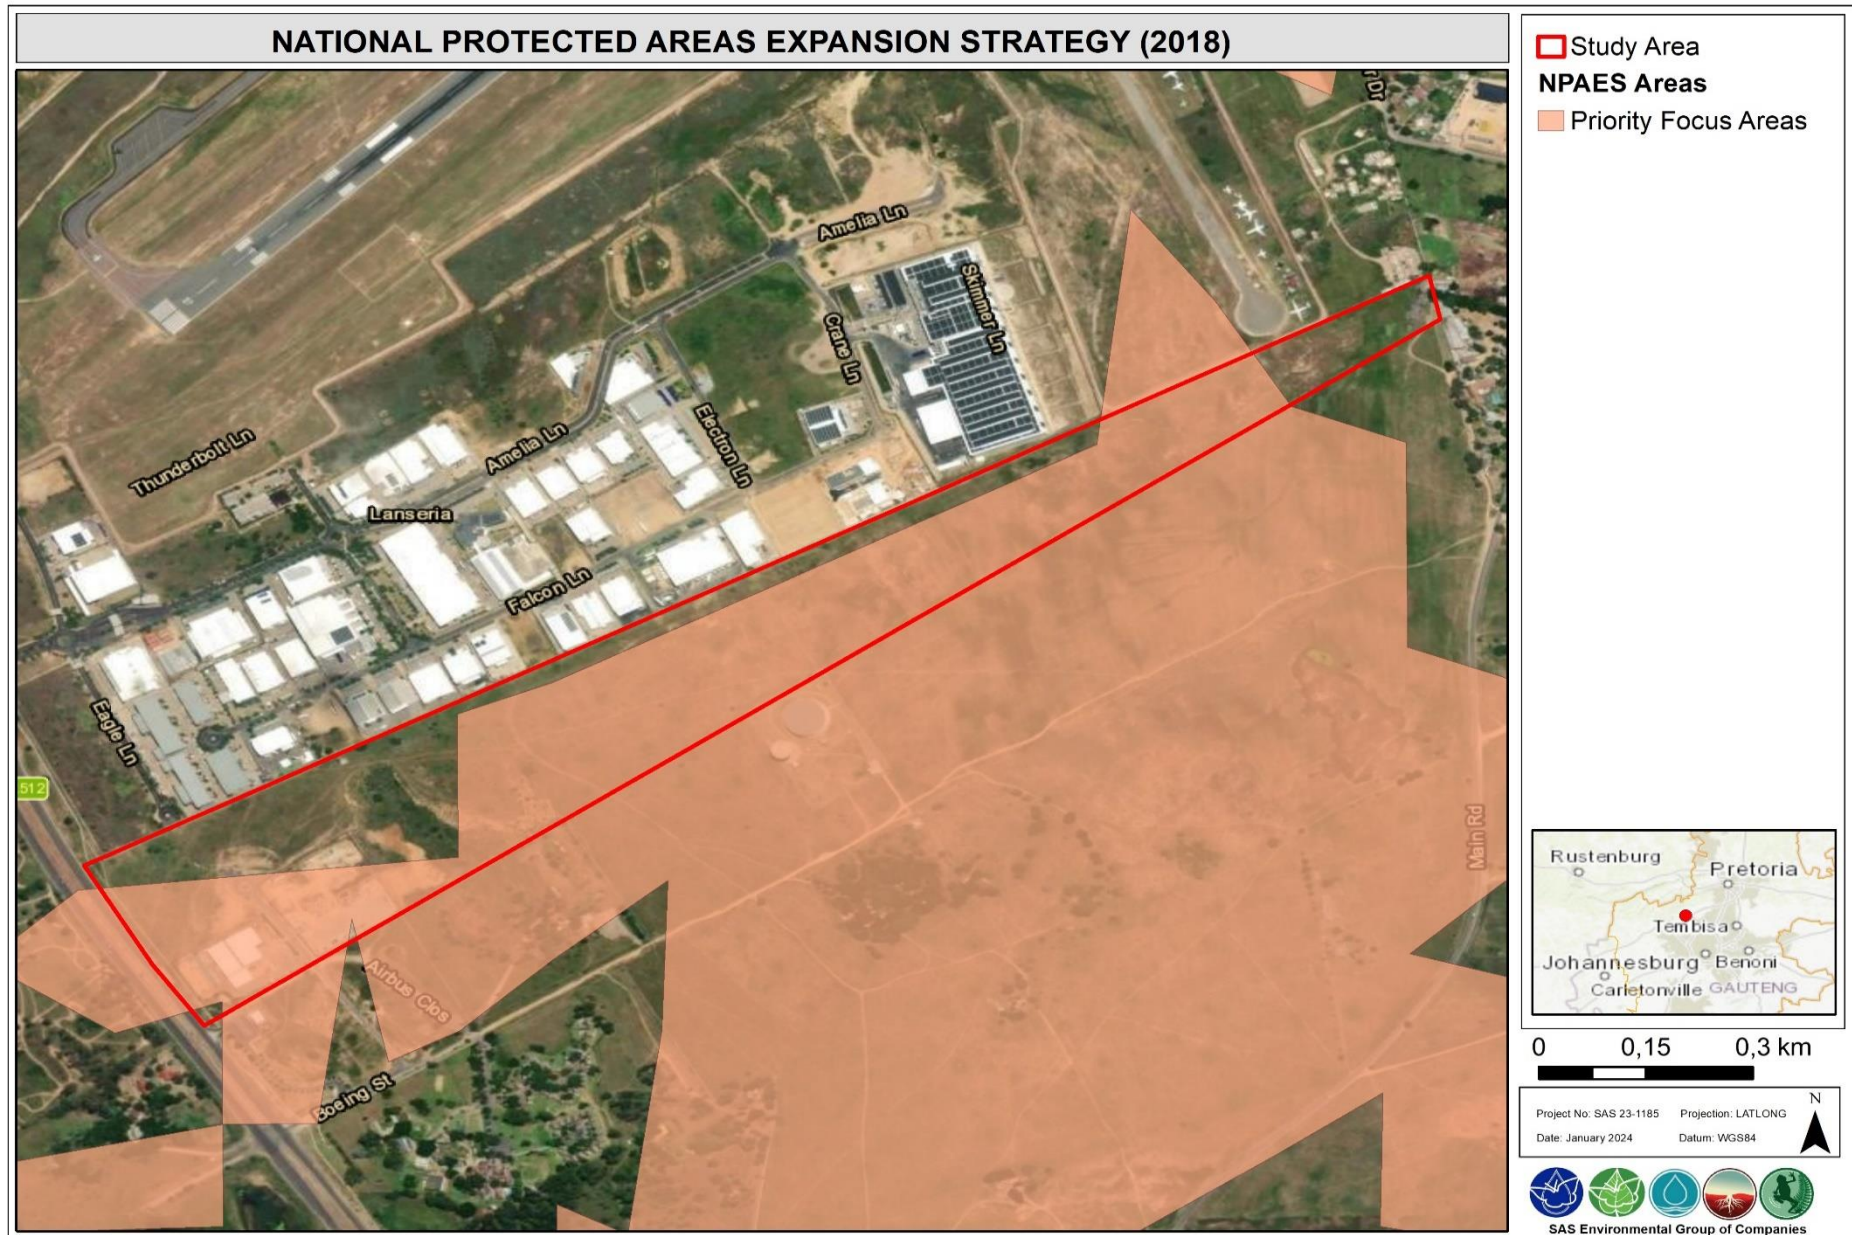 NATIONAL PROTECTED AREAS EXPANSION STRATEGY (2018)
Study Area
NPAES Areas
Priority Focus Areas
r Dr
Amelia Ln
Skimmer Ln
Crane Ln
Electron Ln
Amelia Ln
Thunderbolt Ln
Lanseria
Falcon Ln
Eagle Ln
512
Main Rd
Airbus Clos
Boeing St
Rustenburg
Pretoria
Tembisa
Johannesburg
Benoni
Carletonville
GAUTENG
0 0,15 0,3 km
Project No: SAS 23-1185 Projection: LATLONG
Date: January 2024 Datum: WGS84
N
SAS Environmental Group of Companies